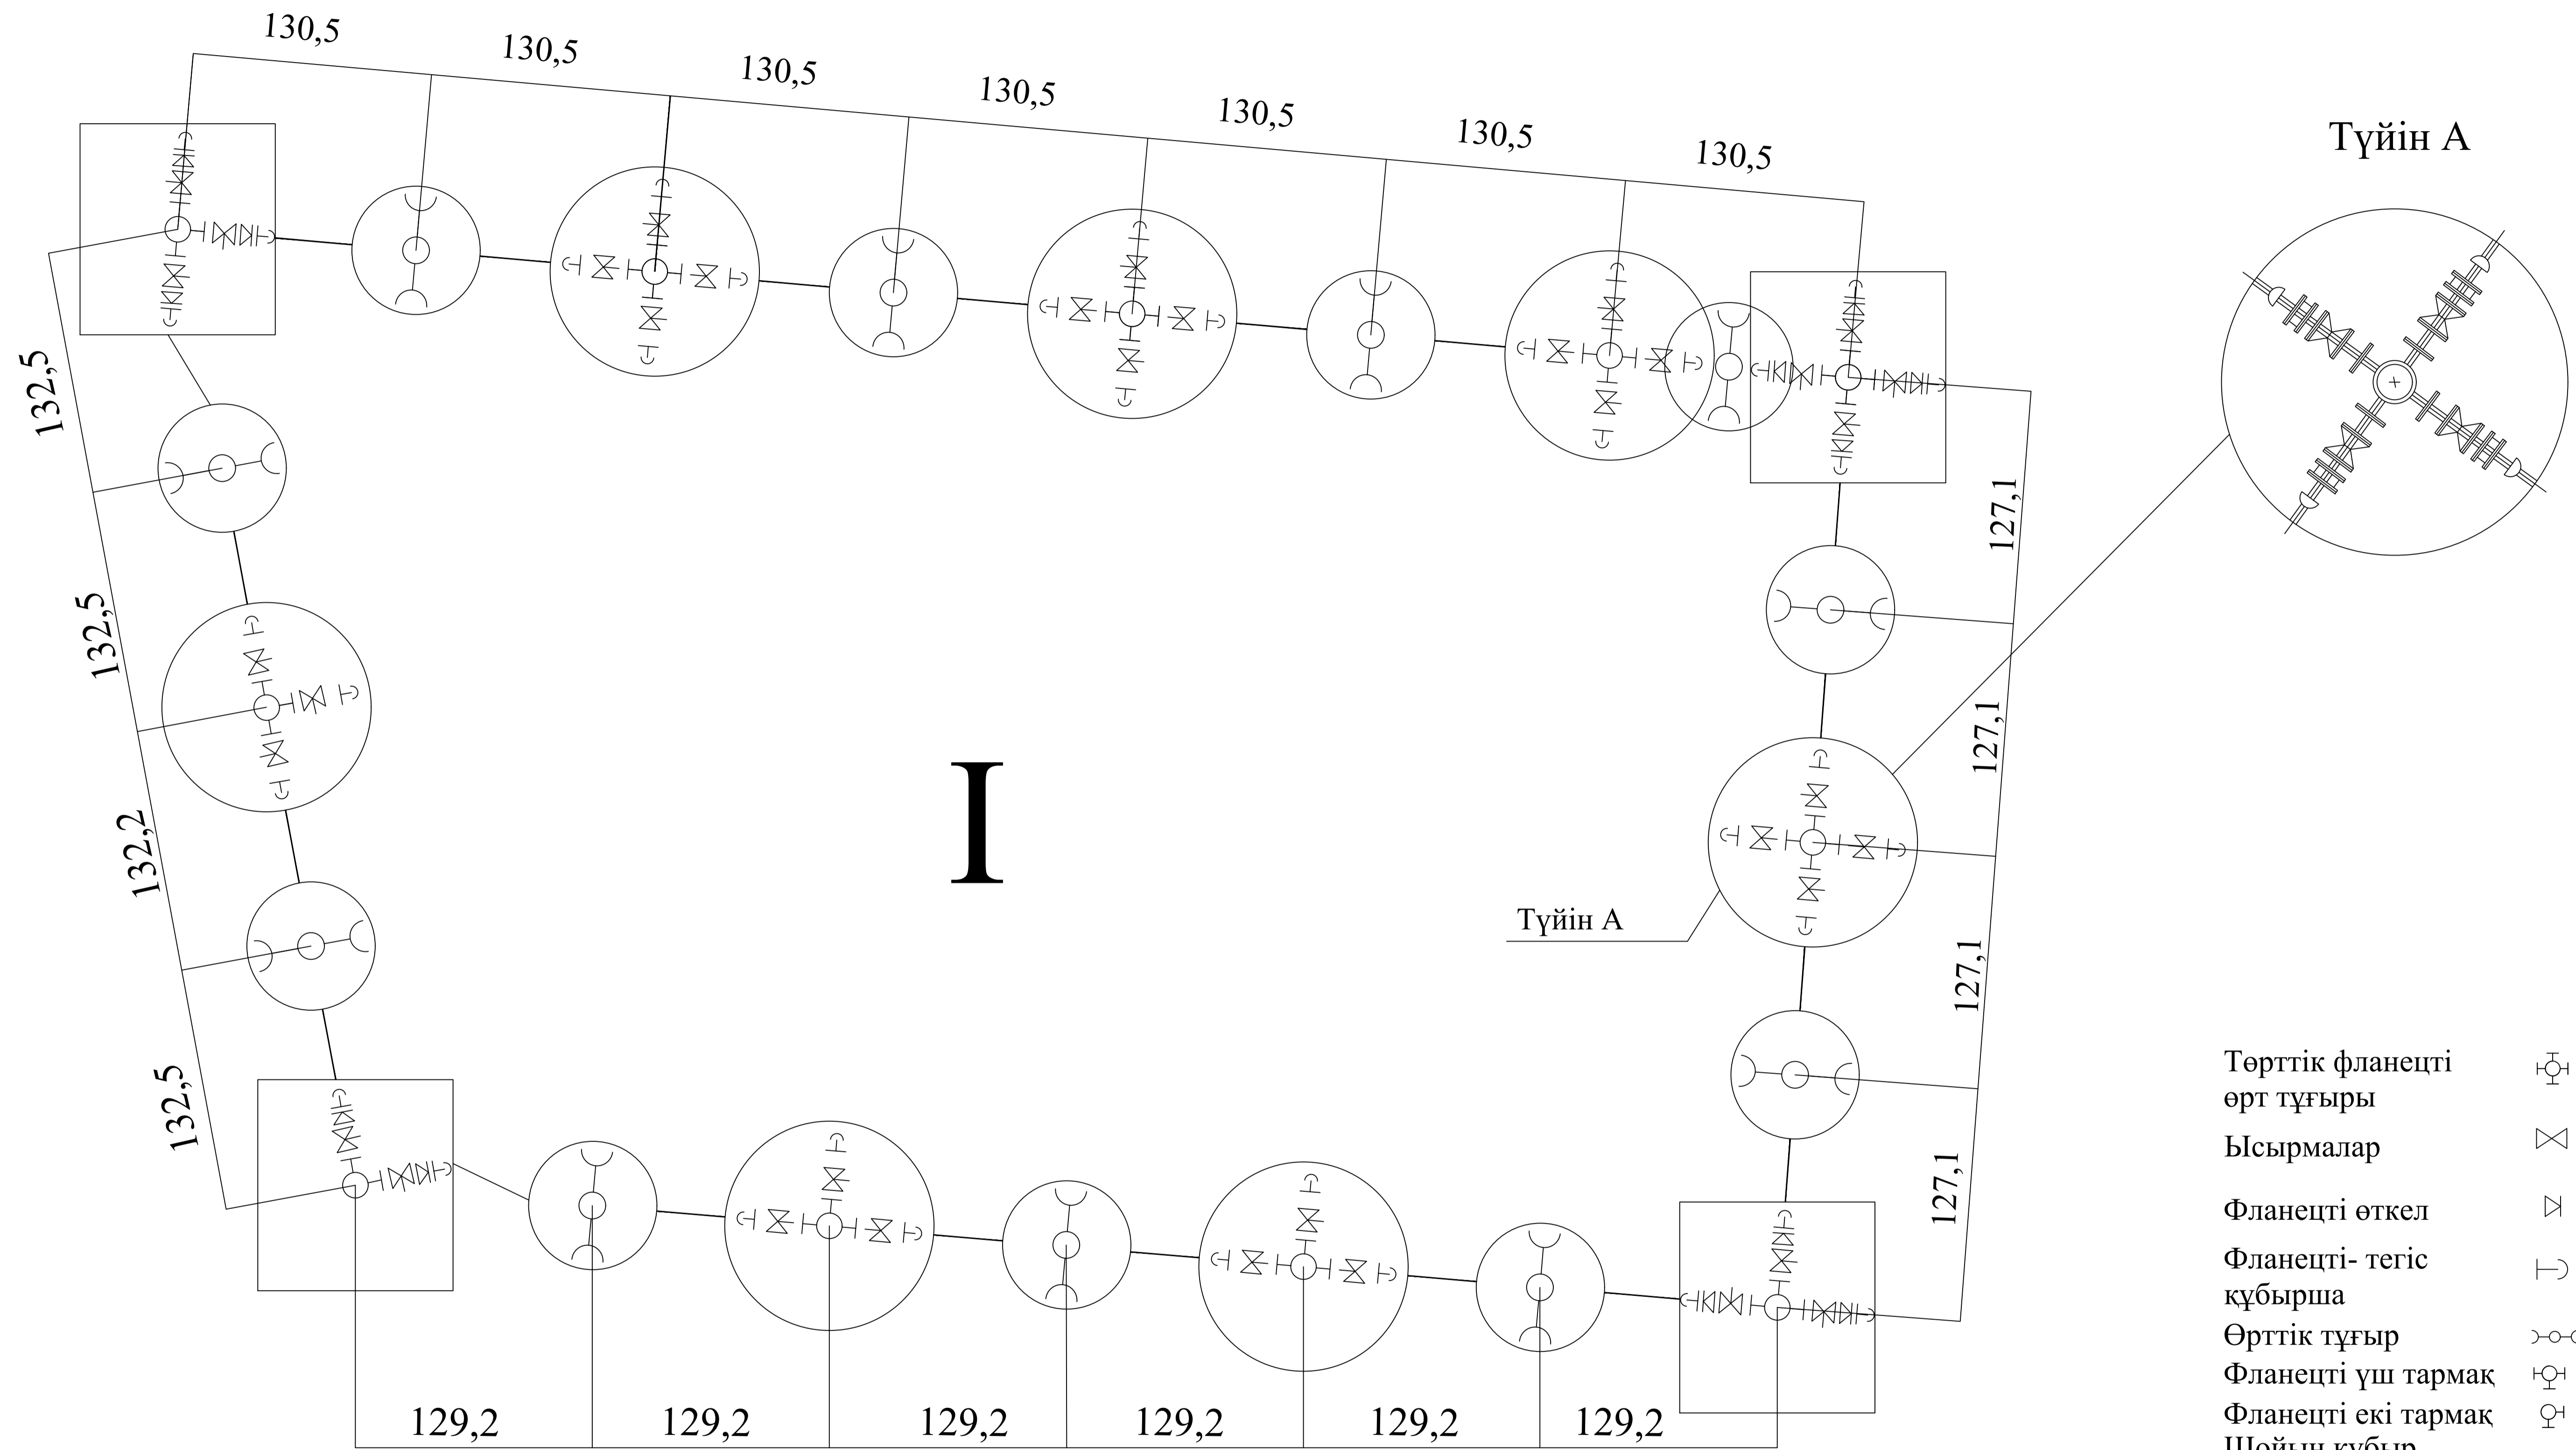 130,5
130,5
130,5
130,5
130,5
130,5
130,5
Түйін А
132,5
132,5
132,2
132,5
127,1
127,1
127,1
127,1
I
Түйін А
129,2
129,2
129,2
129,2
129,2
129,2
Төрттік фланецті
өрт тұғыры
Ысырмалар
Фланецті өткел
Фланецті- тегіс
құбырша
Өрттік тұғыр
Фланецті үш тармақ
Фланецті екі тармақ
Шойын құбыр